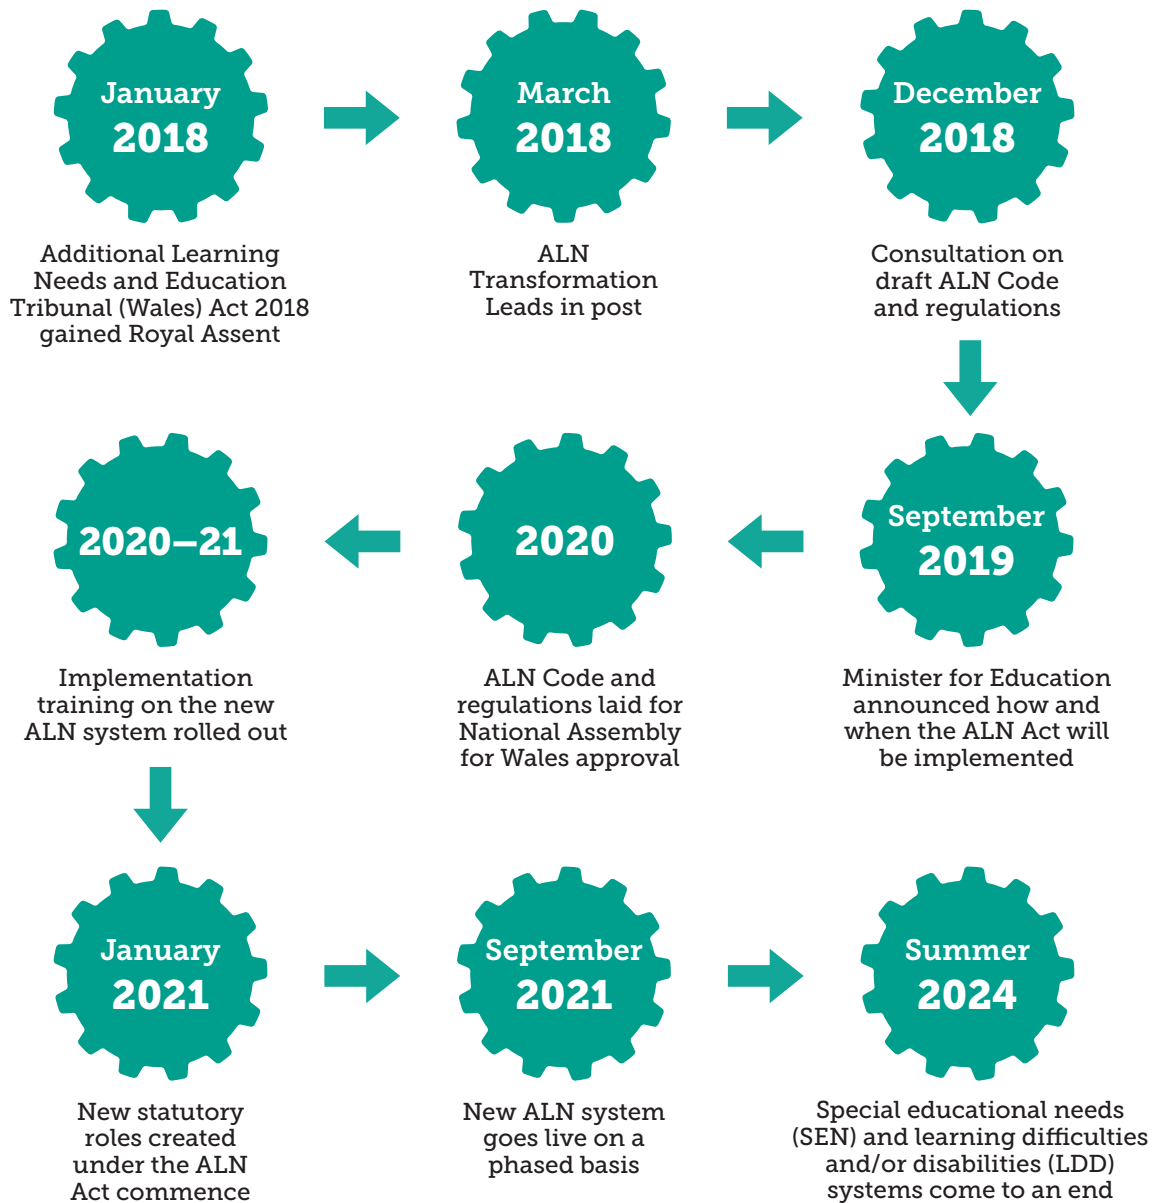 January
2018
Additional Learning
Needs and Education
Tribunal (Wales) Act 2018
gained Royal Assent
March
2018
ALN
Transformation
Leads in post
December
2018
Consultation on
draft ALN Code
and regulations
September
2019
Minister for Education
announced how and
when the ALN Act will
be implemented
2020
ALN Code and
regulations laid for
National Assembly
for Wales approval
2020–21
Implementation
training on the new
ALN system rolled out
January
2021
New statutory
roles created
under the ALN
Act commence
September
2021
New ALN system
goes live on a
phased basis
Summer
2024
Special educational needs
(SEN) and learning difficulties
and/or disabilities (LDD)
systems come to an end